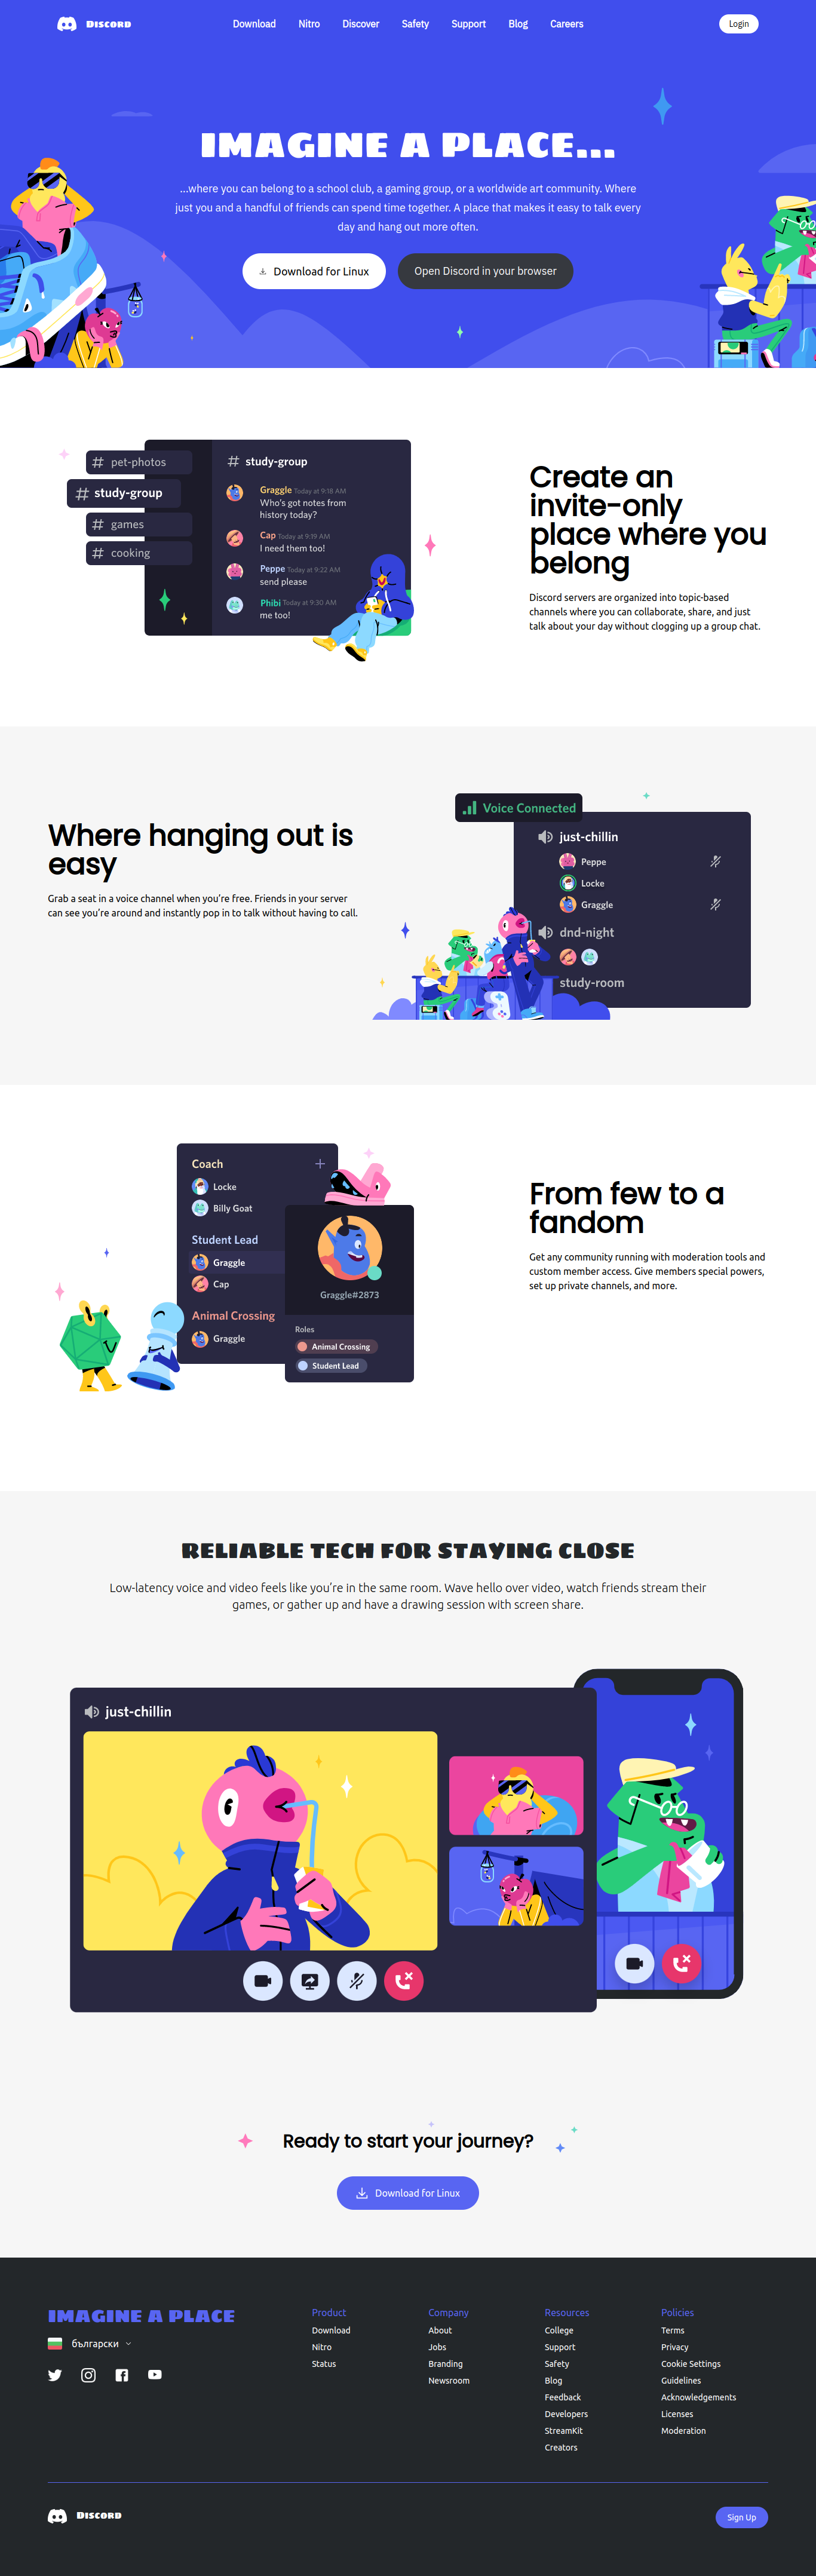 Discord
Download Nitro Discover Safety Support Blog Careers
Login
IMAGINE A PLACE...
...where you can belong to a school club, a gaming group, or a worldwide art community. Where
just you and a handful of friends can spend time together. A place that makes it easy to talk every
day and hang out more often.
Download for Linux
Open Discord in your browser
# pet-photos
# study-group
# games
# cooking
# study-group
Graggle Today at 9:18 AM
Who's got notes from
history today?
Cap Today at 9:19 AM
I need them too!
Peppe Today at 9:22 AM
send please
Phibi Today at 9:30 AM
me too!
Create an
invite-only
place where you
belong
Discord servers are organized into topic-based
channels where you can collaborate, share, and just
talk about your day without clogging up a group chat.
Where hanging out is
easy
Grab a seat in a voice channel when you're free. Friends in your server
can see you're around and instantly pop in to talk without having to call.
Voice Connected
just-chillin
Peppe
Locke
Graggle
dnd-night
study-room
Coach
Locke
Billy Goat
Student Lead
Graggle
Cap
Animal Crossing
Graggle
Graggle#2873
Roles
Animal Crossing
Student Lead
From few to a
fandom
Get any community running with moderation tools and
custom member access. Give members special powers,
set up private channels, and more.
RELIABLE TECH FOR STAYING CLOSE
Low-latency voice and video feels like you're in the same room. Wave hello over video, watch friends stream their
games, or gather up and have a drawing session with screen share.
just-chillin
Ready to start your journey?
Download for Linux
IMAGINE A PLACE
български
Product
Download
Nitro
Status
Company
About
Jobs
Branding
Newsroom
Resources
College
Support
Safety
Blog
Feedback
Developers
StreamKit
Creators
Policies
Terms
Privacy
Cookie Settings
Guidelines
Acknowledgements
Licenses
Moderation
Discord
Sign Up